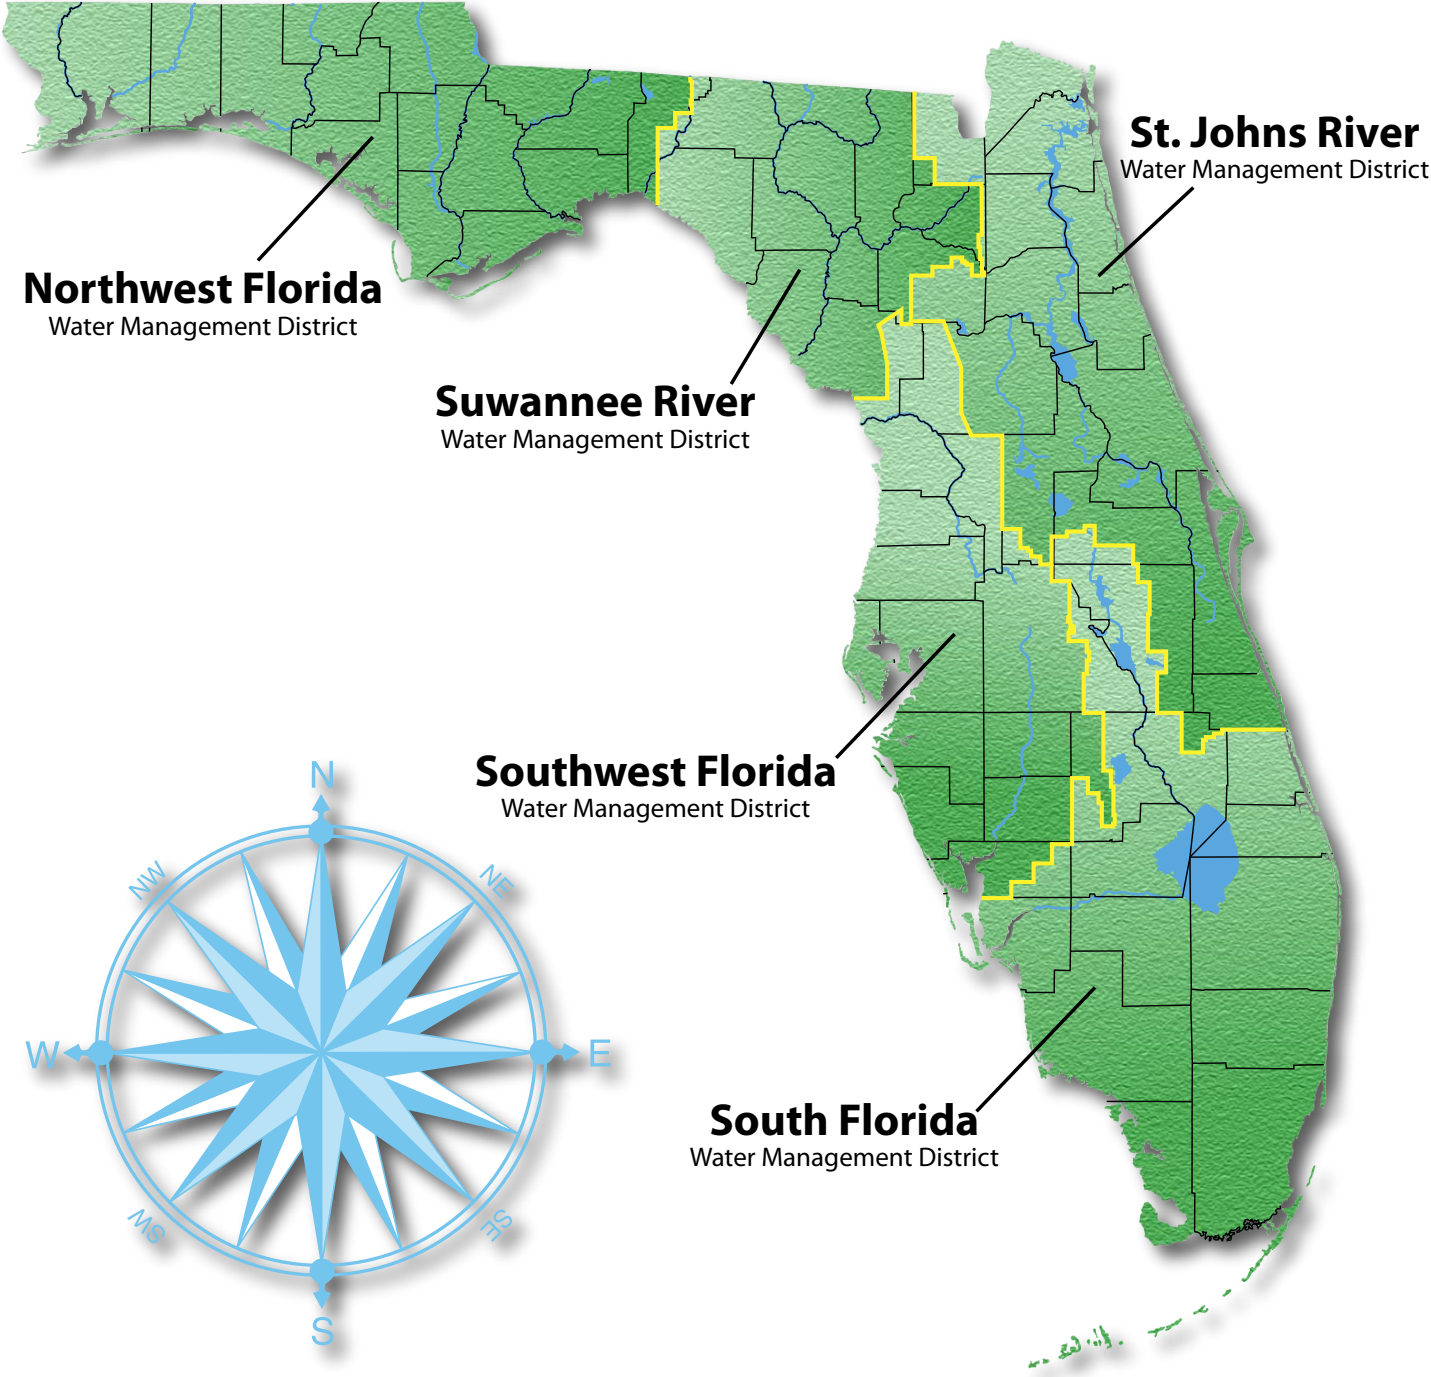 St. Johns River
Water Management District
Northwest Florida
Water Management District
Suwannee River
Water Management District
Southwest Florida
Water Management District
South Florida
Water Management District
N
NW
NE
W
E
SW
SE
S